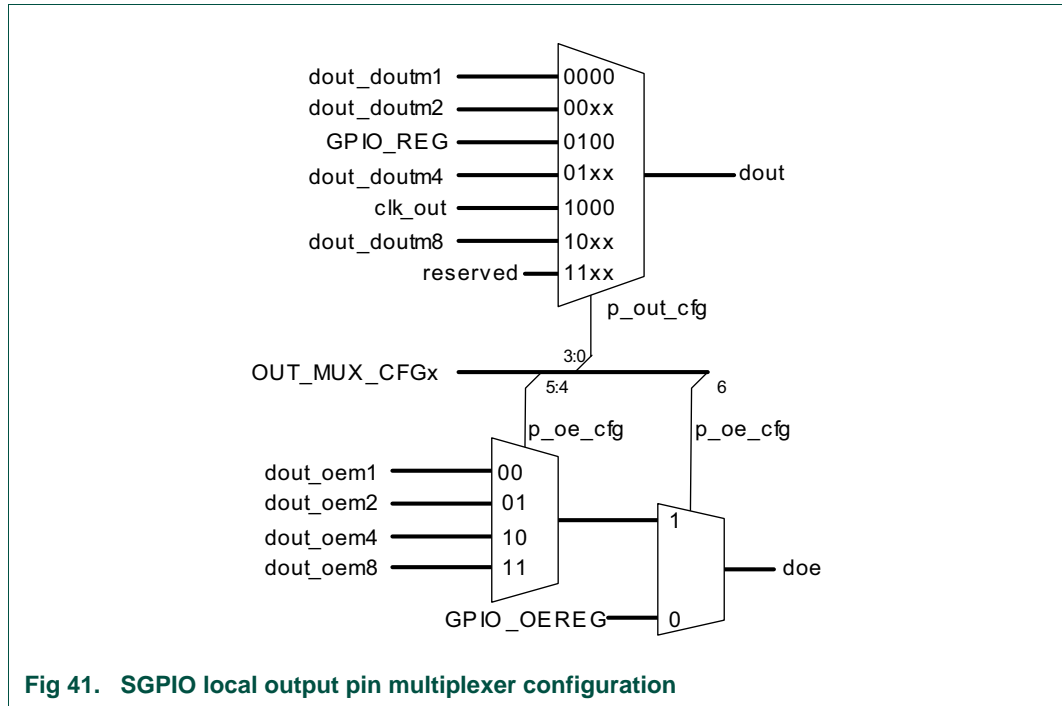 dout_doutm1 0000
dout_doutm2 00xx
GPIO_REG 0100
dout_doutm4 01xx dout
clk_out 1000
dout_doutm8 10xx
reserved 11xx
p_out_cfg
3:0
OUT_MUX_CFGx
5:4 6
p_oe_cfg p_oe_cfg
dout_oem1 00
dout_oem2 01
1
dout_oem4 10
dout_oem8 11 doe
GPIO_OEREG 0
Fig 41. SGPIO local output pin multiplexer configuration